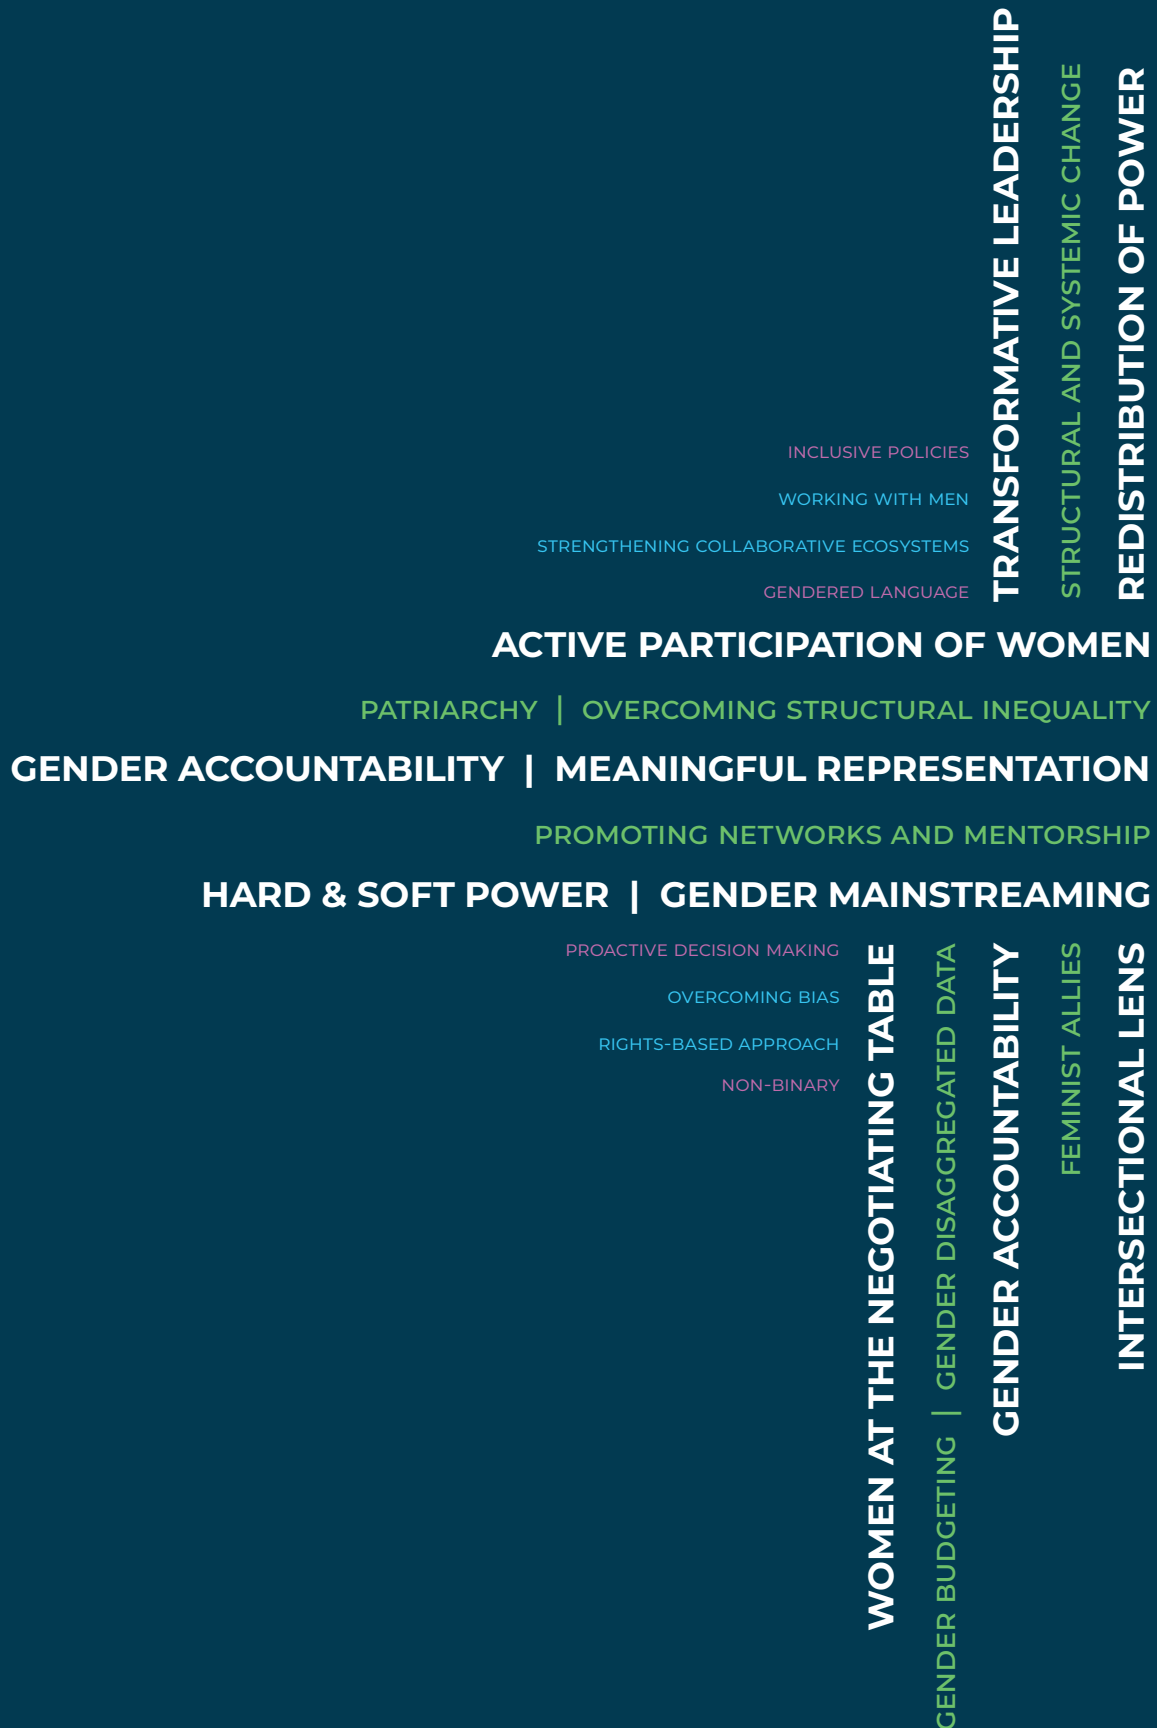 TRANSFORMATIVE LEADERSHIP
STRUCTURAL AND SYSTEMIC CHANGE
REDISTRIBUTION OF POWER
INCLUSIVE POLICIES
WORKING WITH MEN
STRENGTHENING COLLABORATIVE ECOSYSTEMS
GENDERED LANGUAGE
ACTIVE PARTICIPATION OF WOMEN
PATRIARCHY | OVERCOMING STRUCTURAL INEQUALITY
GENDER ACCOUNTABILITY | MEANINGFUL REPRESENTATION
PROMOTING NETWORKS AND MENTORSHIP
HARD & SOFT POWER | GENDER MAINSTREAMING
PROACTIVE DECISION MAKING
OVERCOMING BIAS
RIGHTS-BASED APPROACH
NON-BINARY
WOMEN AT THE NEGOTIATING TABLE
GENDER BUDGETING | GENDER DISAGGREGATED DATA
GENDER ACCOUNTABILITY
FEMINIST ALLIES
INTERSECTIONAL LENS